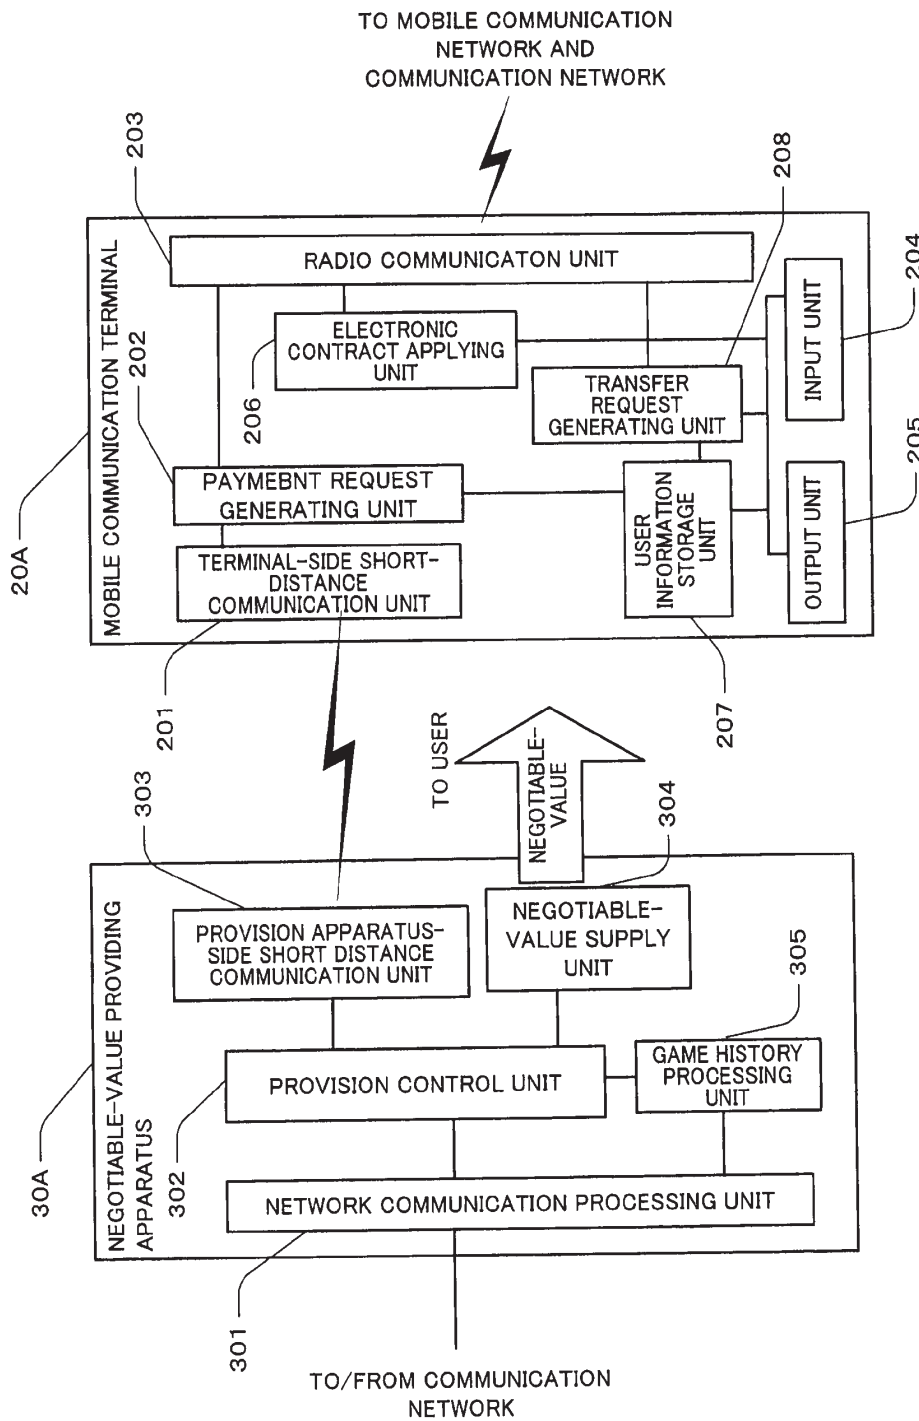 TO MOBILE COMMUNICATION
NETWORK AND
COMMUNICATION NETWORK
20A
MOBILE COMMUNICATION TERMINAL
203
RADIO COMMUNICATON UNIT
202
206
ELECTRONIC
CONTRACT APPLYING
UNIT
208
TRANSFER
REQUEST
GENERATING UNIT
INPUT UNIT
204
PAYMEBNT REQUEST
GENERATING UNIT
USER
INFORMATION
STORAGE
UNIT
OUTPUT UNIT
205
TERMINAL-SIDE SHORT-
DISTANCE
COMMUNICATION UNIT
201
207
TO USER
NEGOTIABLE-
VALUE
30A
NEGOTIABLE-VALUE PROVIDING
APPARATUS
303
PROVISION APPARATUS-
SIDE SHORT DISTANCE
COMMUNICATION UNIT
304
NEGOTIABLE-
VALUE SUPPLY
UNIT
302
PROVISION CONTROL UNIT
305
GAME HISTORY
PROCESSING
UNIT
NETWORK COMMUNICATION PROCESSING UNIT
301
TO/FROM COMMUNICATION
NETWORK